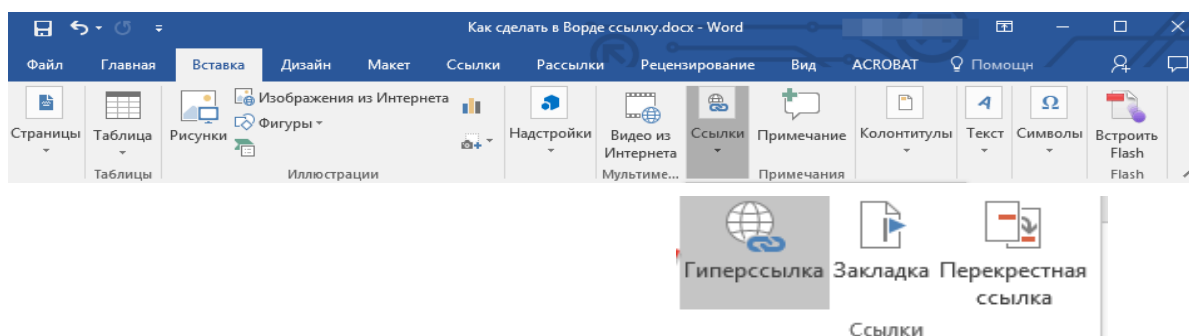 Как сделать в Ворде ссылку.docx - Word
Файл Главная Вставка Дизайн Макет Ссылки Рассылки Рецензирование Вид ACROBAT Помощн
Изображения из Интернета
Фигуры
Страницы Таблица Рисунки Надстройки Видео из Интернета Ссылки Примечание Колонтитулы Текст Символы Встроить Flash
Таблицы Иллюстрации Мультиме... Примечания Flash
Гиперссылка Закладка Перекрестная
ссылка
Ссылки